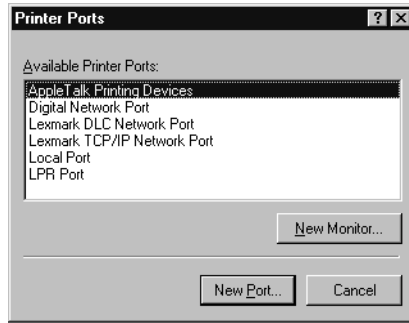 Printer Ports
Available Printer Ports:
AppleTalk Printing Devices
Digital Network Port
Lexmark DLC Network Port
Lexmark TCP/IP Network Port
Local Port
LPR Port
New Monitor...
New Port...
Cancel